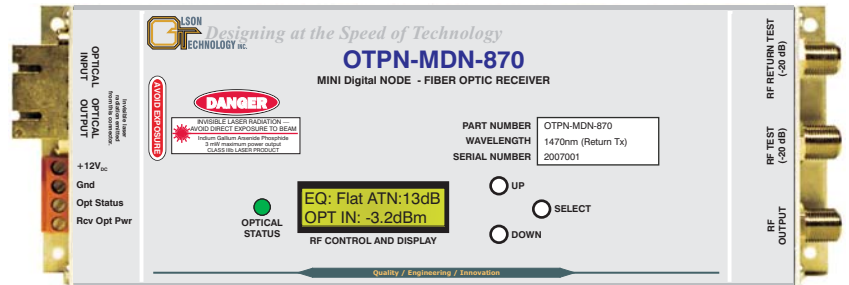 OLSON
TECHNOLOGY INC.
Designing at the Speed of Technology
OTPN-MDN-870
MINI Digital NODE - FIBER OPTIC RECEIVER
OPTICAL
INPUT
OPTICAL
OUTPUT
Invisible laser
radiation emitted
from this connector.
+12VDC
Gnd
Opt Status
Rcv Opt Pwr
AVOID EXPOSURE
DANGER
INVISIBLE LASER RADIATION —
AVOID DIRECT EXPOSURE TO BEAM
Indium Gallium Arsenide Phosphide
3 mW maximum power output
CLASS IIIb LASER PRODUCT
PART NUMBER OTPN-MDN-870
WAVELENGTH 1470nm (Return Tx)
SERIAL NUMBER 2007001
OPTICAL
STATUS
EQ: Flat ATN:13dB
OPT IN: -3.2dBm
RF CONTROL AND DISPLAY
UP
SELECT
DOWN
RF RETURN TEST
(-20 dB)
RF TEST
(-20 dB)
RF
OUTPUT
Quality / Engineering / Innovation